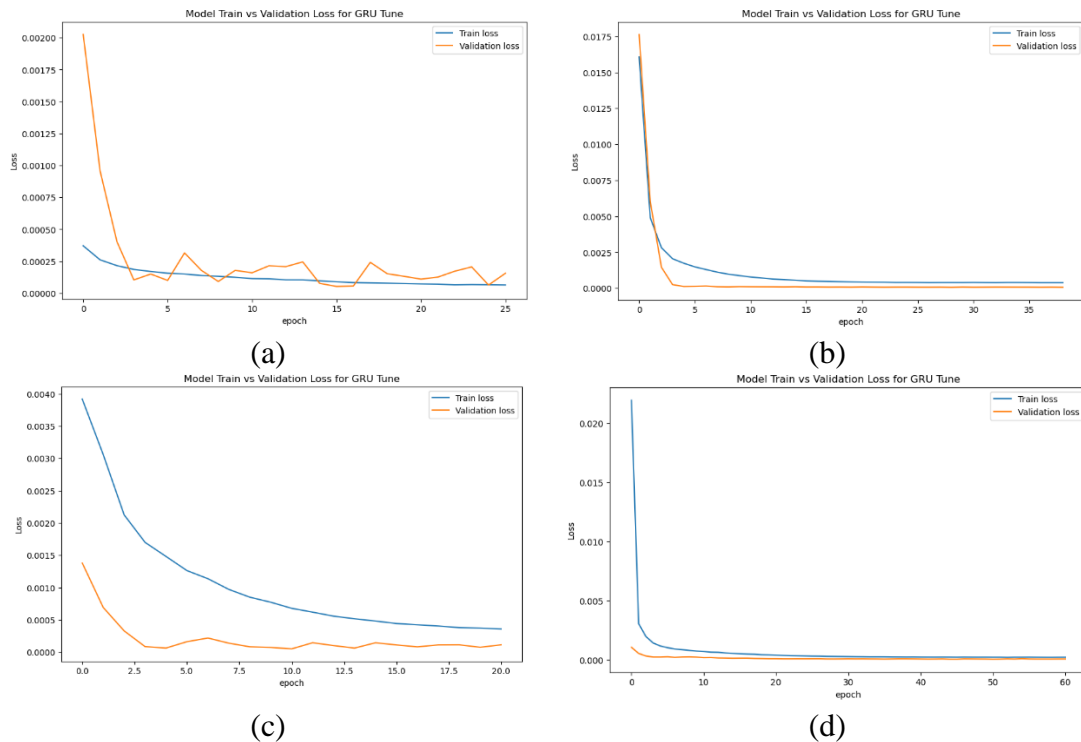 Model Train vs Validation Loss for GRU Tune
Train loss
Validation loss
0.00200
0.00175
0.00150
0.00125
0.00100
0.00075
0.00050
0.00025
0.00000
Loss
0 5 10 15 20 25
epoch
(a)
Model Train vs Validation Loss for GRU Tune
Train loss
Validation loss
0.0175
0.0150
0.0125
0.0100
0.0075
0.0050
0.0025
0.0000
Loss
0 5 10 15 20 25 30 35
epoch
(b)
Model Train vs Validation Loss for GRU Tune
Train loss
Validation loss
0.0040
0.0035
0.0030
0.0025
0.0020
0.0015
0.0010
0.0005
0.0000
Loss
0.0 2.5 5.0 7.5 10.0 12.5 15.0 17.5 20.0
epoch
(c)
Model Train vs Validation Loss for GRU Tune
Train loss
Validation loss
0.020
0.015
0.010
0.005
0.000
Loss
0 10 20 30 40 50 60
epoch
(d)